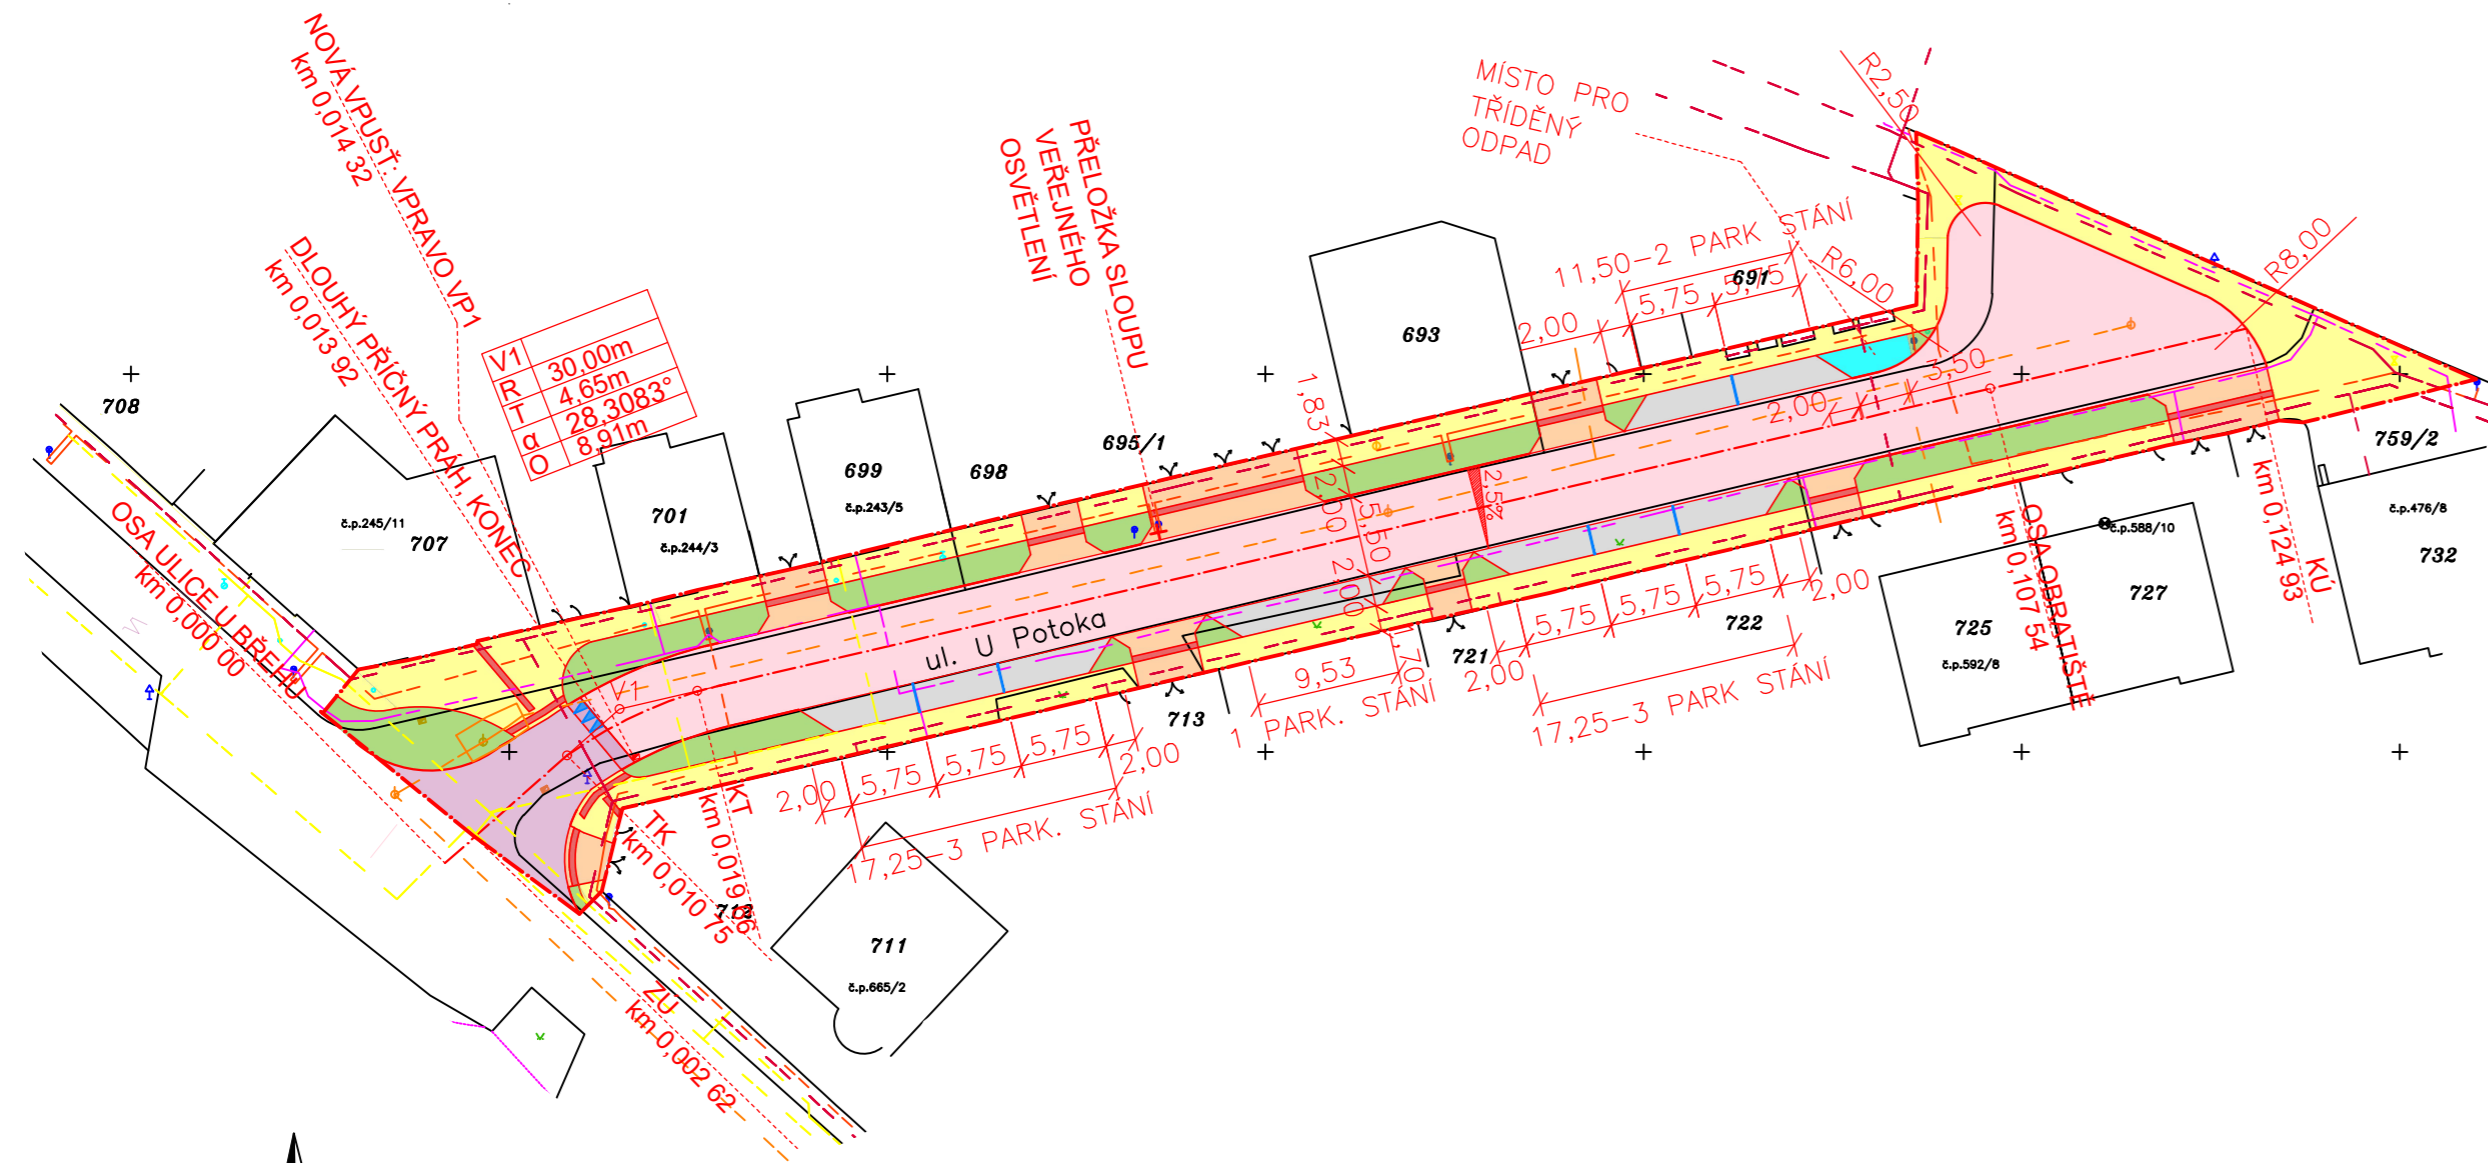 NOVÁ VPUSŤ: VPRAVO VP1
km 0,014 32
DLOUHÝ PŘÍČNÝ PRÁH, KONEC
km 0,013 92
V1
R 30,00m
T 4,65m
α 28,3083°
O 8,91m
PŘELOŽKA SLOUPU
VEŘEJNÉHO
OSVĚTLENÍ
MÍSTO PRO
TŘÍDĚNÝ
ODPAD
R2,50
R8,00
R6,00
11,50-2 PARK STÁNÍ
2,00
5,75
5,75
691
693
695/1
698
699
č.p.243/5
701
č.p.244/3
707
č.p.245/11
708
OSA ULICE U BŘEHU
km 0,000 00
V1
ul. U Potoka
1,83
2,00
5,50
2,00
1,70
2,5%
2,00
3,50
759/2
č.p.476/8
732
KÚ
km 0,124 93
OSA OBRATIŠTĚ
km 0,107 54
č.p.588/10
727
725
č.p.592/8
722
721
713
2,00
5,75
5,75
5,75
2,00
17,25-3 PARK STÁNÍ
9,53
1 PARK. STÁNÍ
2,00
5,75
5,75
5,75
2,00
17,25-3 PARK. STÁNÍ
KT
TK
km 0,010 75
711
č.p.665/2
ZÚ
km 0,002 62